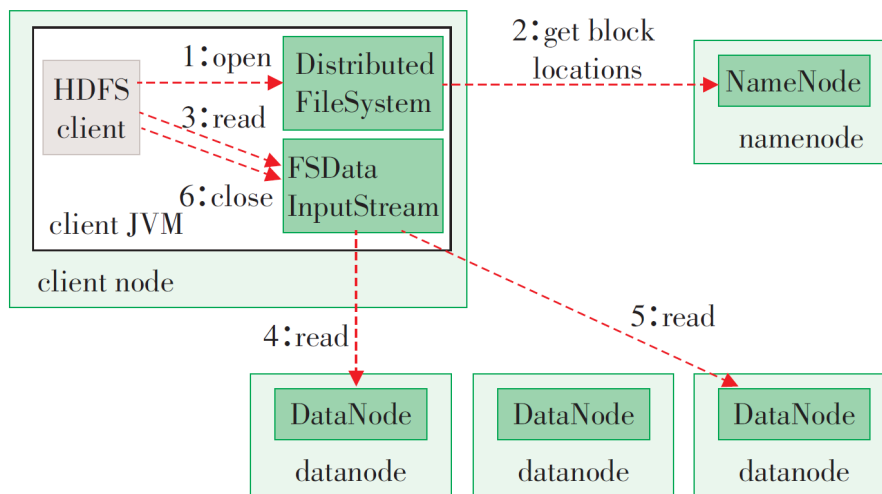 1:open
Distributed
FileSystem
2:get block
locations
HDFS
client
NameNode
namenode
3:read
FSData
InputStream
6:close
client JVM
client node
4:read
5:read
DataNode
datanode
DataNode
datanode
DataNode
datanode